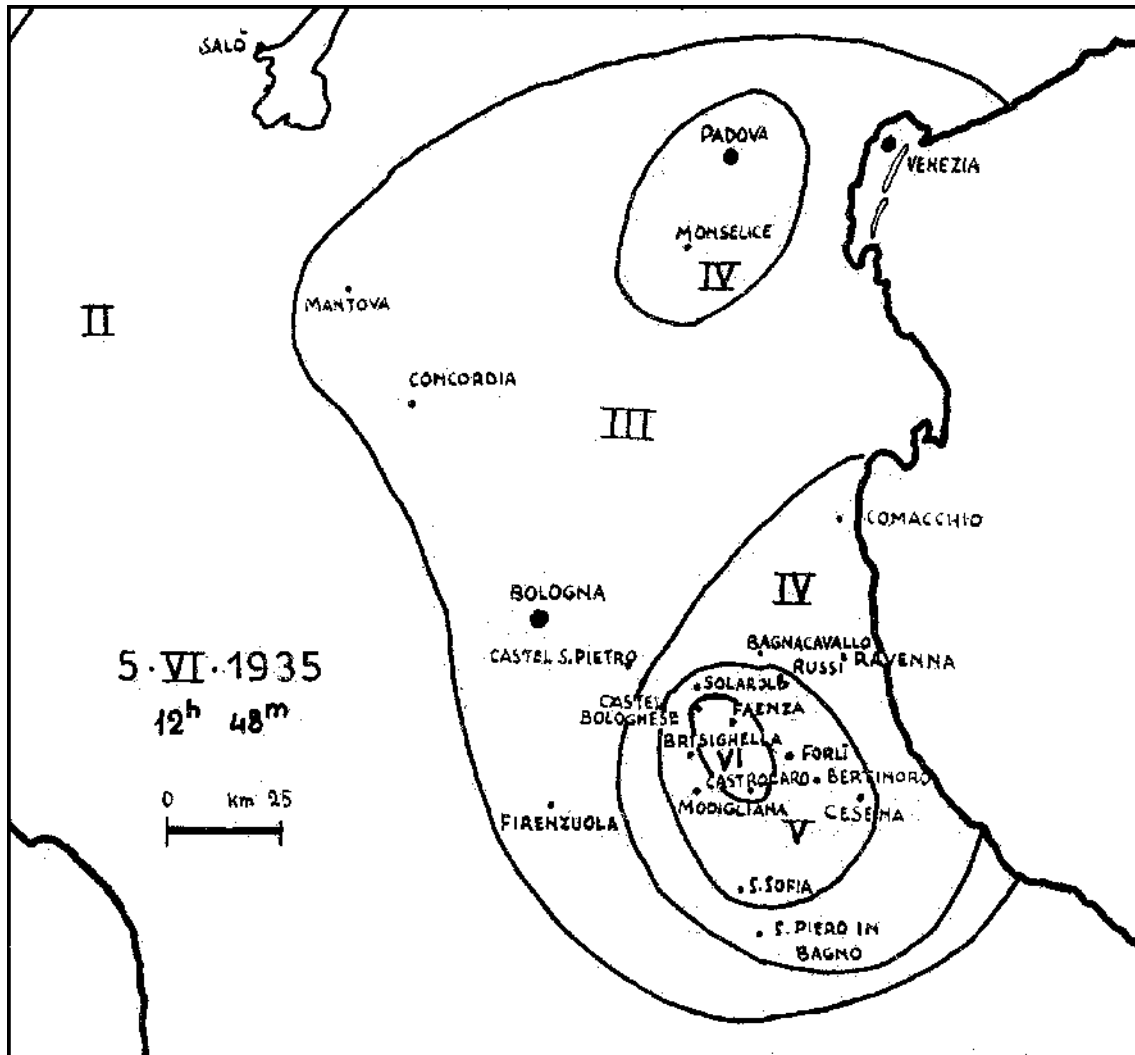 SALÒ
PADOVA
VENEZIA
MONSELICE
IV
MANTOVA
II
CONCORDIA
III
COMACCHIO
BOLOGNA
IV
BAGNACAVALLO
CASTEL S. PIETRO
RUSSI
RAVENNA
5·VI·1935
SOLAROLO
CASTEL
BOLOGNESE
FAENZA
12h 48m
BRISIGHELLA
VI
FORLÌ
CASTROCARO
BERTINORO
0 km 25
MODIGLIANA
CESENA
FIRENZUOLA
V
S. SOFIA
S. PIERO IN
BAGNO